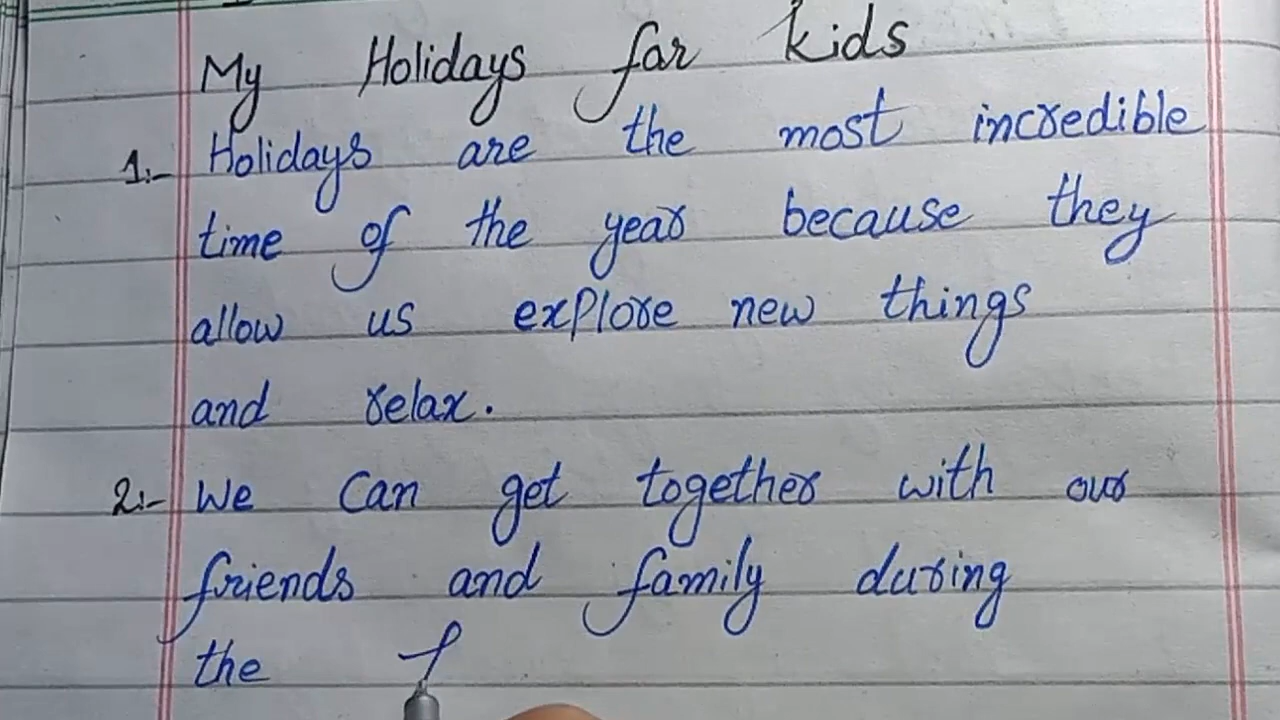 My Holidays far kids
1:- Holidays are the most incredible
time of the year because they
allow us explore new things
and relax.
2:- We Can get together with our
friends and family during
the